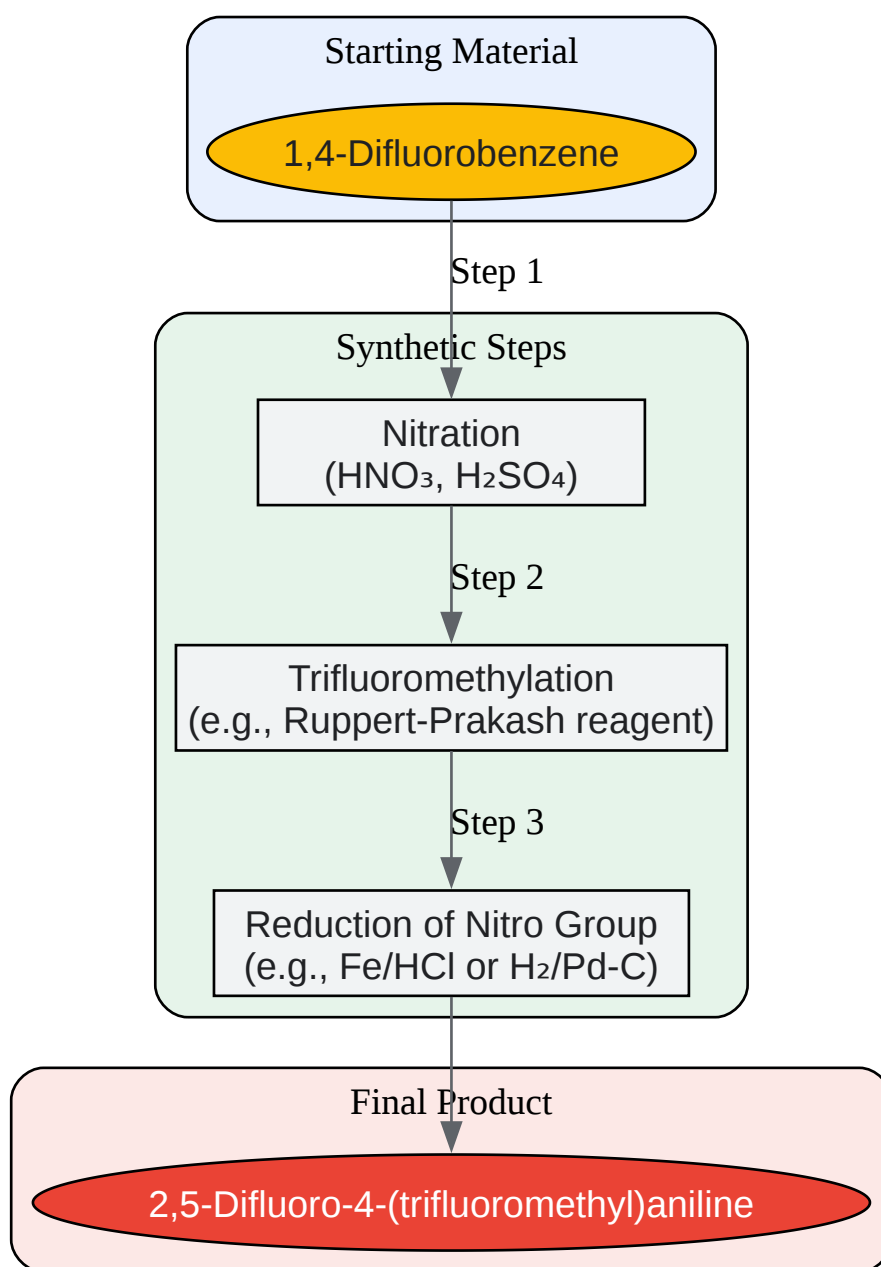 Starting Material
1,4-Difluorobenzene
Step 1
Synthetic Steps
Nitration
(HNO₃, H₂SO₄)
Step 2
Trifluoromethylation
(e.g., Ruppert-Prakash reagent)
Step 3
Reduction of Nitro Group
(e.g., Fe/HCl or H₂/Pd-C)
Final Product
2,5-Difluoro-4-(trifluoromethyl)aniline